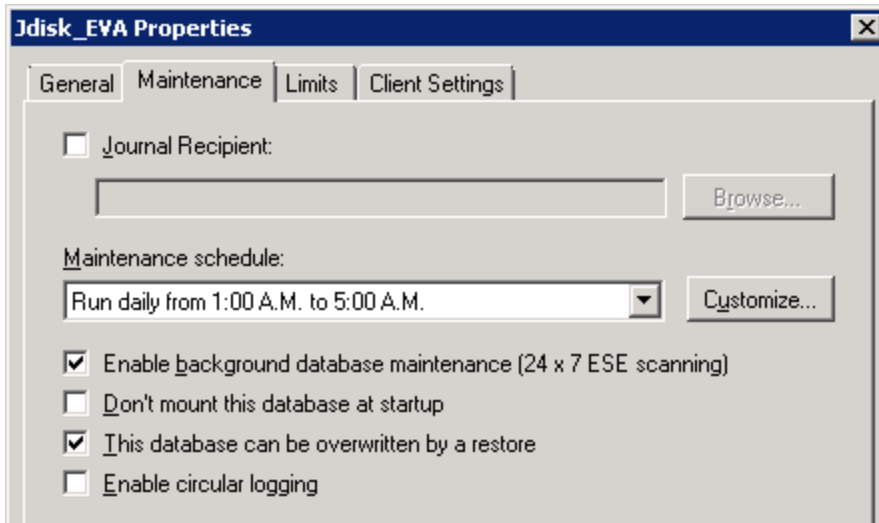 Jdisk_EVA Properties
General Maintenance Limits Client Settings
Journal Recipient:
Browse...
Maintenance schedule:
Run daily from 1:00 A.M. to 5:00 A.M. Customize...
Enable background database maintenance (24 x 7 ESE scanning)
Don't mount this database at startup
This database can be overwritten by a restore
Enable circular logging